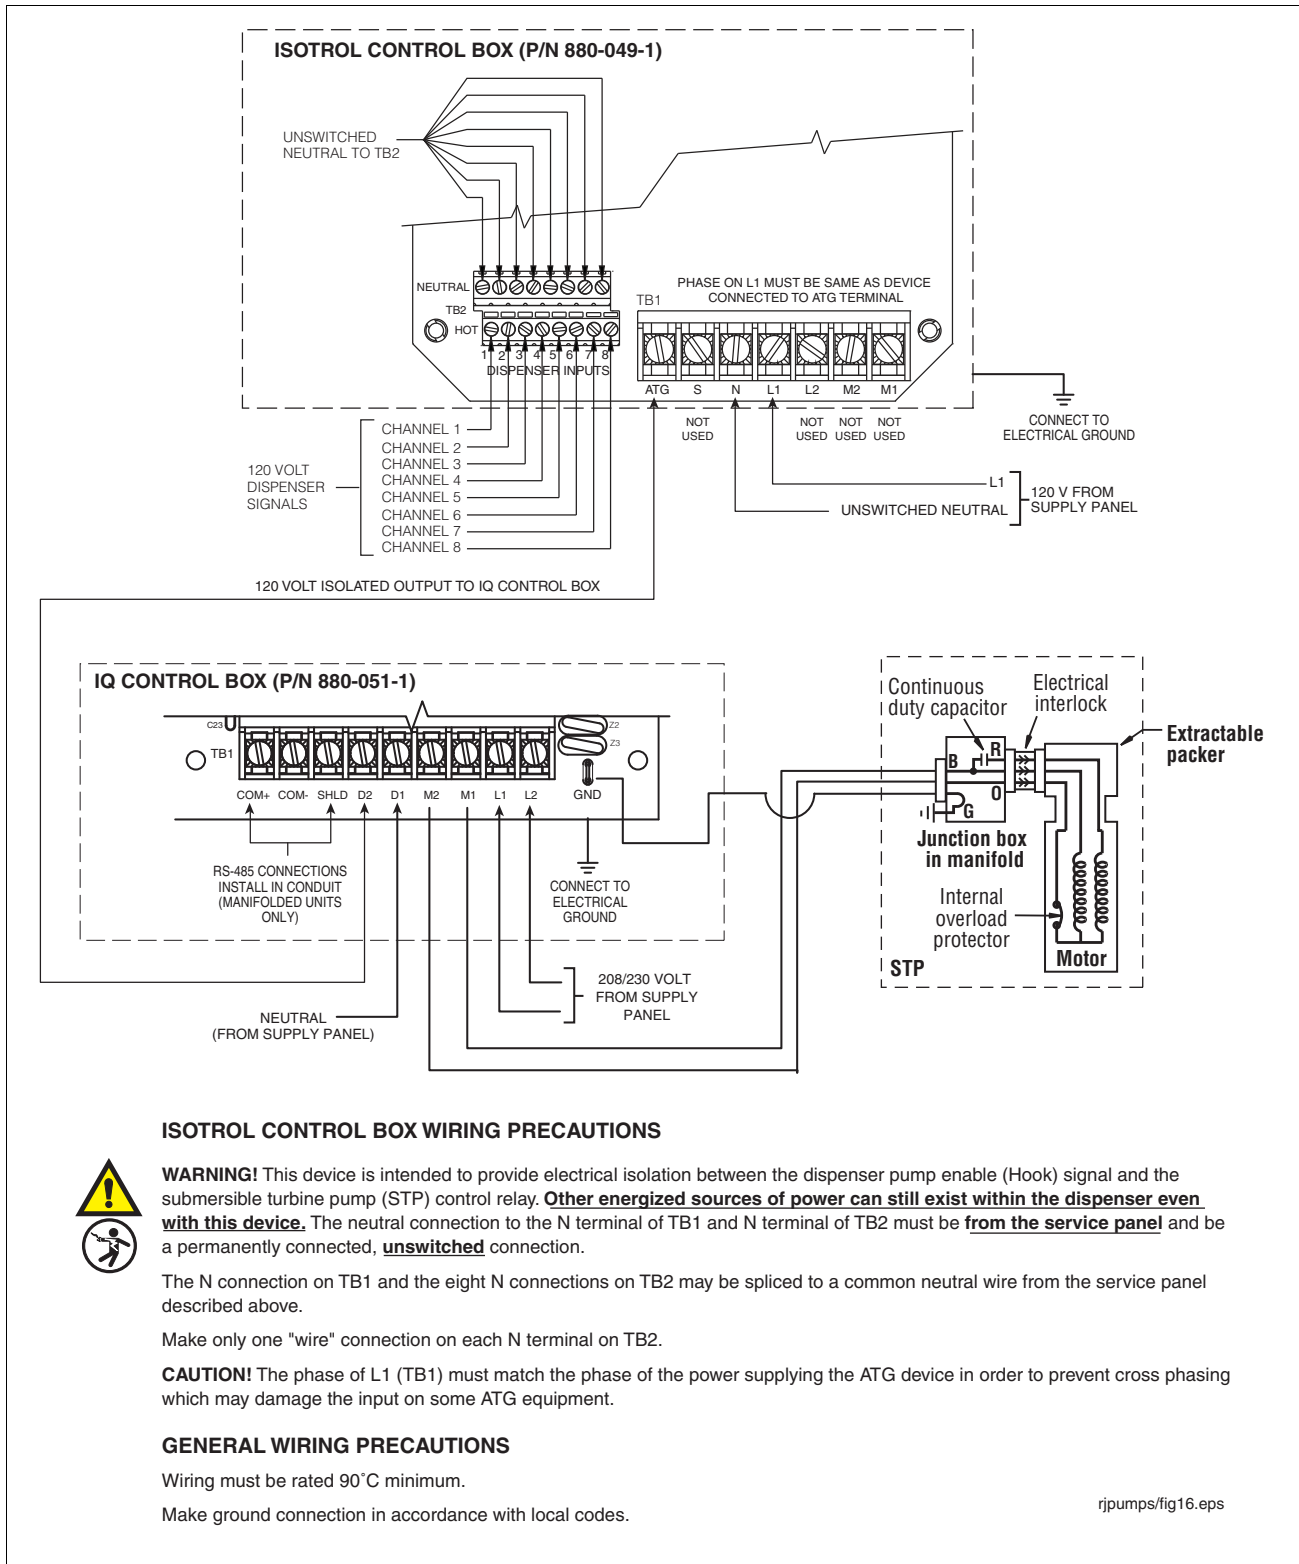 ISOTROL CONTROL BOX (P/N 880-049-1)
UNSWITCHED
NEUTRAL TO TB2
NEUTRAL
TB2
HOT
1 2 3 4 5 6 7 8
DISPENSER INPUTS
PHASE ON L1 MUST BE SAME AS DEVICE
CONNECTED TO ATG TERMINAL
TB1
ATG S N L1 L2 M2 M1
NOT
USED
NOT
USED
NOT
USED
NOT
USED
CONNECT TO
ELECTRICAL GROUND
120 VOLT
DISPENSER
SIGNALS
CHANNEL 1
CHANNEL 2
CHANNEL 3
CHANNEL 4
CHANNEL 5
CHANNEL 6
CHANNEL 7
CHANNEL 8
L1
UNSWITCHED NEUTRAL
120 V FROM
SUPPLY PANEL
120 VOLT ISOLATED OUTPUT TO IQ CONTROL BOX
IQ CONTROL BOX (P/N 880-051-1)
C23
TB1
Z2
Z3
COM+ COM- SHLD D2 D1 M2 M1 L1 L2 GND
RS-485 CONNECTIONS
INSTALL IN CONDUIT
(MANIFOLDED UNITS
ONLY)
CONNECT TO
ELECTRICAL
GROUND
NEUTRAL
(FROM SUPPLY PANEL)
208/230 VOLT
FROM SUPPLY
PANEL
Continuous
duty capacitor
Electrical
interlock
Extractable
packer
B
R
O
G
Junction box
in manifold
Internal
overload
protector
STP
Motor
ISOTROL CONTROL BOX WIRING PRECAUTIONS
WARNING! This device is intended to provide electrical isolation between the dispenser pump enable (Hook) signal and the
submersible turbine pump (STP) control relay. Other energized sources of power can still exist within the dispenser even
with this device. The neutral connection to the N terminal of TB1 and N terminal of TB2 must be from the service panel and be
a permanently connected, unswitched connection.
The N connection on TB1 and the eight N connections on TB2 may be spliced to a common neutral wire from the service panel
described above.
Make only one "wire" connection on each N terminal on TB2.
CAUTION! The phase of L1 (TB1) must match the phase of the power supplying the ATG device in order to prevent cross phasing
which may damage the input on some ATG equipment.
GENERAL WIRING PRECAUTIONS
Wiring must be rated 90˚C minimum.
Make ground connection in accordance with local codes.
rjpumps/fig16.eps